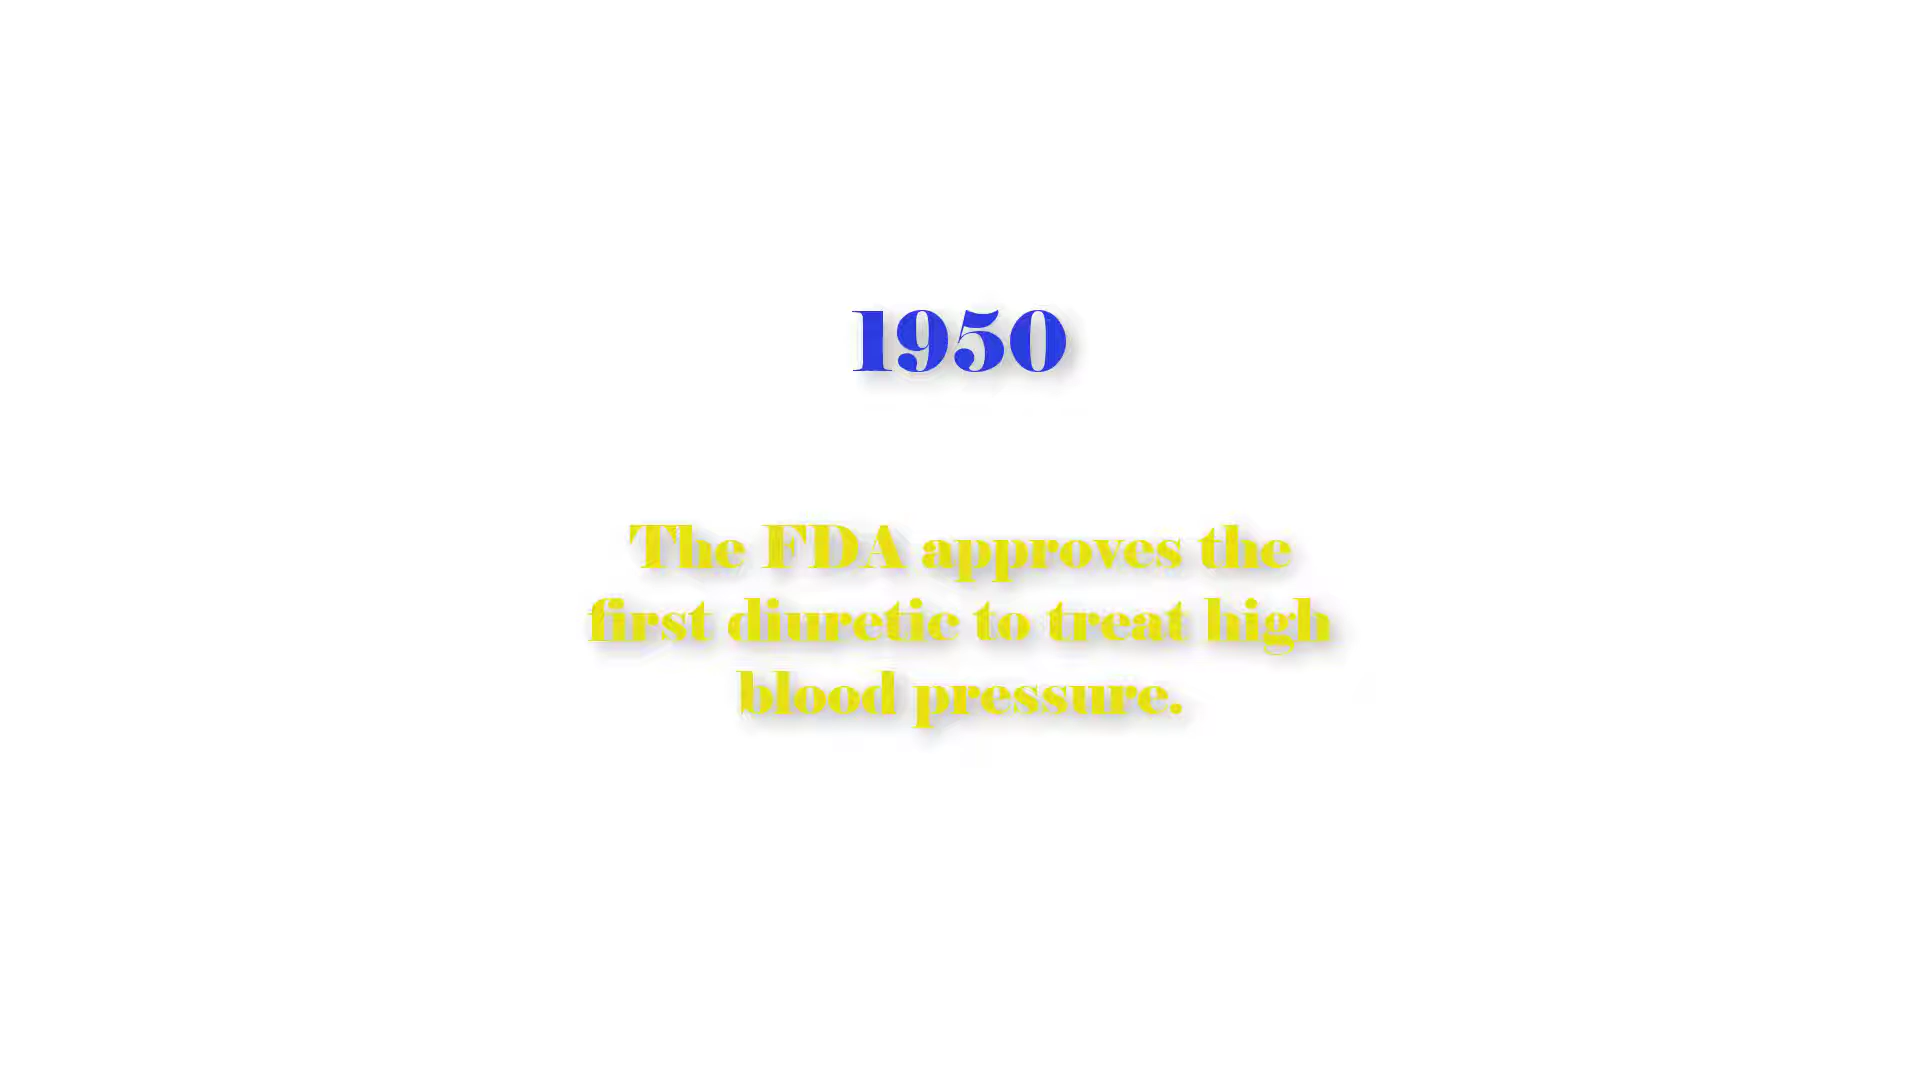 1950
The FDA approves the
first diuretic to treat high
blood pressure.